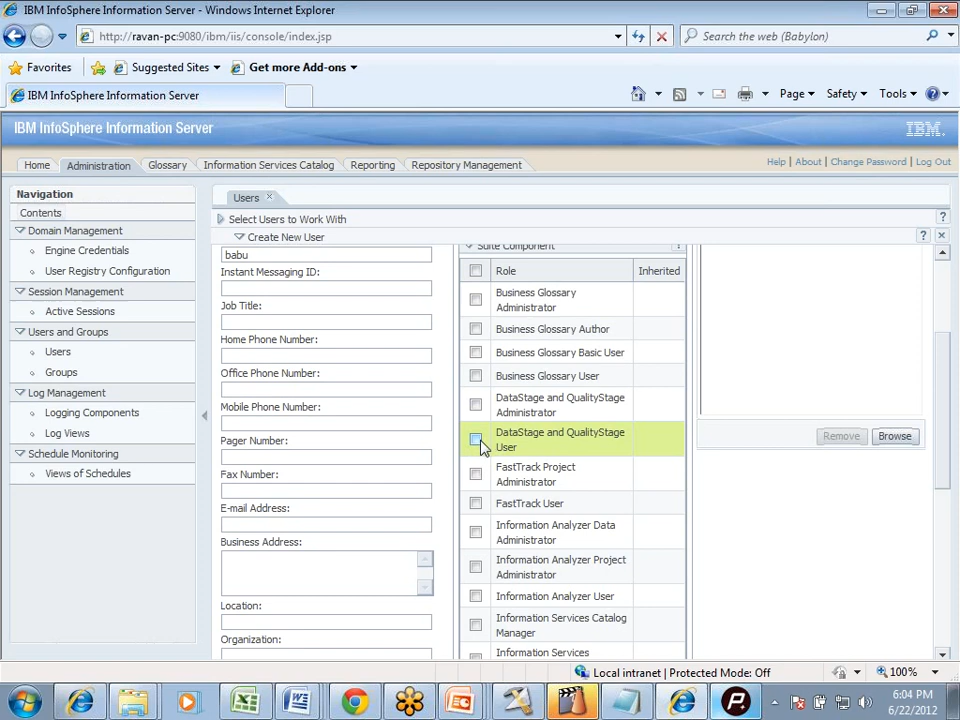 IBM InfoSphere Information Server - Windows Internet Explorer
http://ravan-pc:9080/ibm/iis/console/index.jsp
Search the web (Babylon)
Favorites
Suggested Sites
Get more Add-ons
IBM InfoSphere Information Server
Page
Safety
Tools
IBM InfoSphere Information Server
IBM
Home
Administration
Glossary
Information Services Catalog
Reporting
Repository Management
Help | About | Change Password | Log Out
Navigation
Contents
Domain Management
Engine Credentials
User Registry Configuration
Session Management
Active Sessions
Users and Groups
Users
Groups
Log Management
Logging Components
Log Views
Schedule Monitoring
Views of Schedules
Users
Select Users to Work With
?
Create New User
?
babu
Instant Messaging ID:
Job Title:
Home Phone Number:
Office Phone Number:
Mobile Phone Number:
Pager Number:
Fax Number:
E-mail Address:
Business Address:
Location:
Organization:
Suite Component
Role
Inherited
Business Glossary
Administrator
Business Glossary Author
Business Glossary Basic User
Business Glossary User
DataStage and QualityStage
Administrator
DataStage and QualityStage
User
FastTrack Project
Administrator
FastTrack User
Information Analyzer Data
Administrator
Information Analyzer Project
Administrator
Information Analyzer User
Information Services Catalog
Manager
Information Services
Remove
Browse
Local intranet | Protected Mode: Off
100%
6:04 PM
6/22/2012